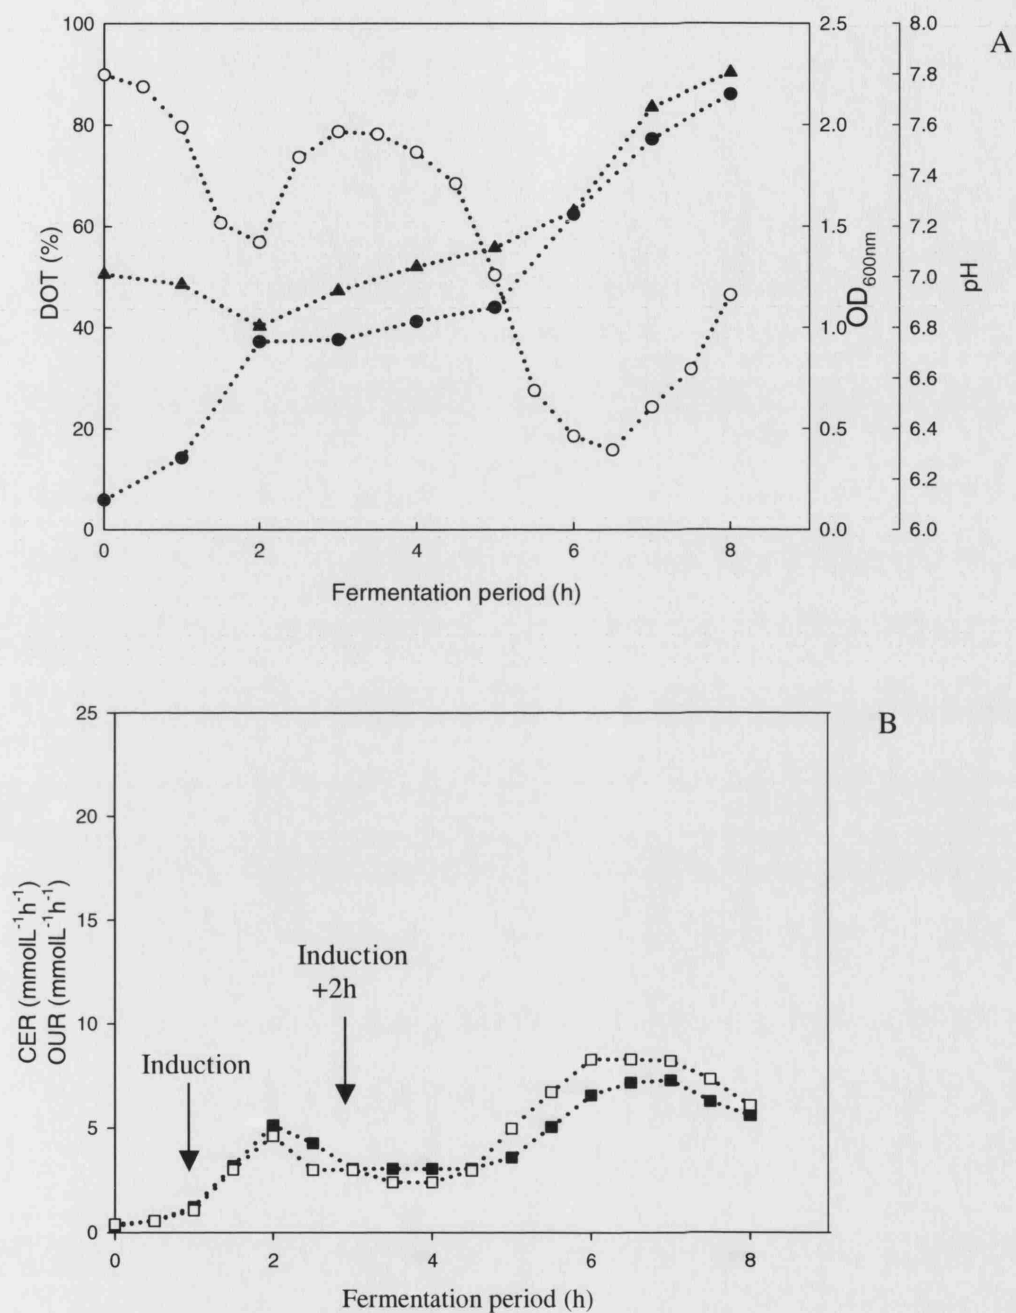 A
100
80
60
40
20
0
DOT (%)
2.5
2.0
1.5
1.0
0.5
0.0
OD600nm
8.0
7.8
7.6
7.4
7.2
7.0
6.8
6.6
6.4
6.2
6.0
pH
0 2 4 6 8
Fermentation period (h)
B
25
20
15
10
5
0
CER (mmolL-1h-1)
OUR (mmolL-1h-1)
Induction
+2h
Induction
0 2 4 6 8
Fermentation period (h)